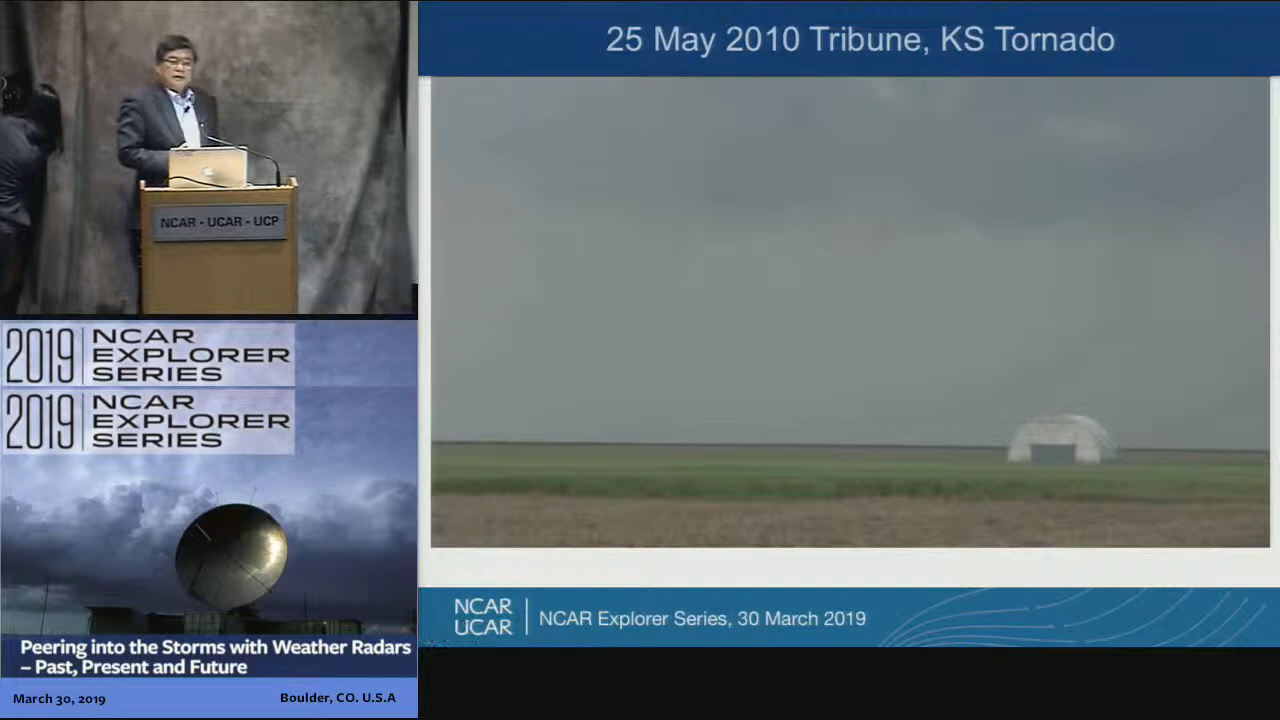 25 May 2010 Tribune, KS Tornado
NCAR - UCAR - UCP
2019
NCAR
EXPLORER
SERIES
2019
NCAR
EXPLORER
SERIES
Peering into the Storms with Weather Radars
– Past, Present and Future
March 30, 2019
Boulder, CO. U.S.A
NCAR
UCAR
NCAR Explorer Series, 30 March 2019